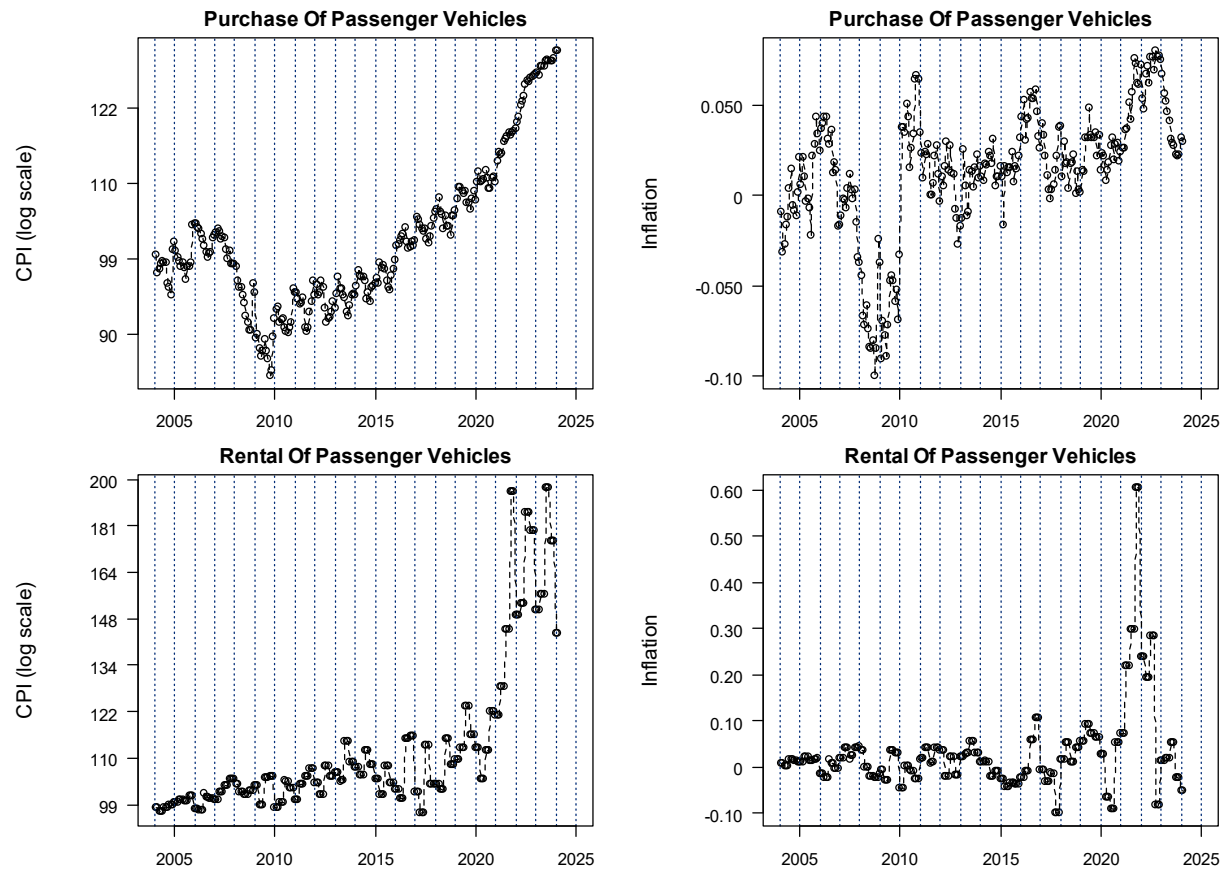 Purchase Of Passenger Vehicles
CPI (log scale)
122
110
99
90
2005 2010 2015 2020 2025
Purchase Of Passenger Vehicles
Inflation
0.050
0
-0.050
-0.10
2005 2010 2015 2020 2025
Rental Of Passenger Vehicles
CPI (log scale)
200
181
164
148
134
122
110
99
2005 2010 2015 2020 2025
Rental Of Passenger Vehicles
Inflation
0.60
0.50
0.40
0.30
0.20
0.10
0
-0.10
2005 2010 2015 2020 2025